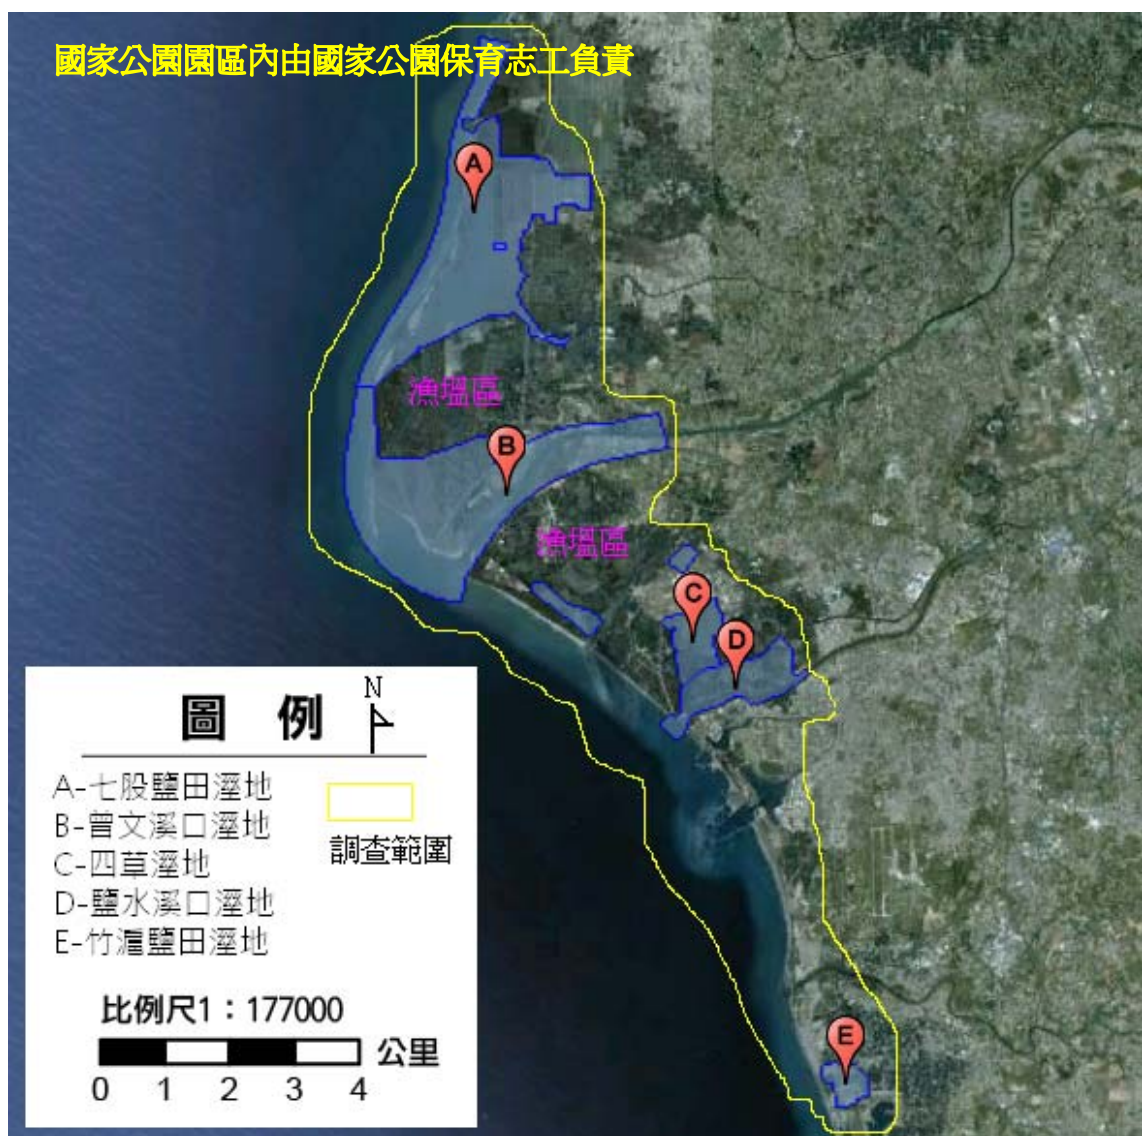 國家公園園區內由國家公園保育志工負責
A
漁塭區
B
漁塭區
C
D
圖 例
N
A-七股鹽田溼地
B-曾文溪口溼地
C-四草溼地
D-鹽水溪口溼地
E-竹滬鹽田溼地
調查範圍
比例尺1：177000
公里
0 1 2 3 4
E